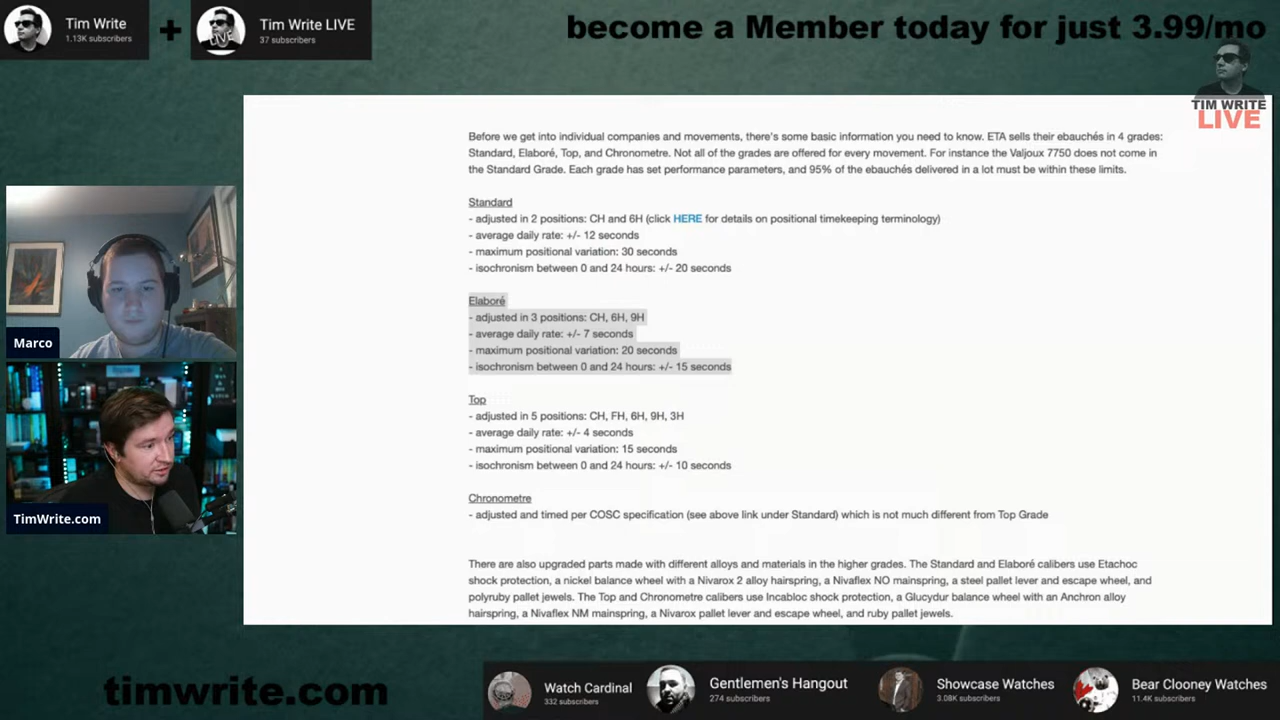 Tim Write
1.13K subscribers
+
Tim Write LIVE
37 subscribers
become a Member today for just 3.99/mo
TIM WRITE
LIVE
Before we get into individual companies and movements, there's some basic information you need to know. ETA sells their ebauchés in 4 grades:
Standard, Elaboré, Top, and Chronometre. Not all of the grades are offered for every movement. For instance the Valjoux 7750 does not come in
the Standard Grade. Each grade has set performance parameters, and 95% of the ebauchés delivered in a lot must be within these limits.
Standard
- adjusted in 2 positions: CH and 6H (click HERE for details on positional timekeeping terminology)
- average daily rate: +/- 12 seconds
- maximum positional variation: 30 seconds
- isochronism between 0 and 24 hours: +/- 20 seconds
Elaboré
- adjusted in 3 positions: CH, 6H, 9H
- average daily rate: +/- 7 seconds
- maximum positional variation: 20 seconds
- isochronism between 0 and 24 hours: +/- 15 seconds
Top
- adjusted in 5 positions: CH, FH, 6H, 9H, 3H
- average daily rate: +/- 4 seconds
- maximum positional variation: 15 seconds
- isochronism between 0 and 24 hours: +/- 10 seconds
Chronometre
- adjusted and timed per COSC specification (see above link under Standard) which is not much different from Top Grade
There are also upgraded parts made with different alloys and materials in the higher grades. The Standard and Elaboré calibers use Etachoc
shock protection, a nickel balance wheel with a Nivarox 2 alloy hairspring, a Nivaflex NO mainspring, a steel pallet lever and escape wheel, and
polyruby pallet jewels. The Top and Chronometre calibers use Incabloc shock protection, a Glucydur balance wheel with an Anchron alloy
hairspring, a Nivaflex NM mainspring, a Nivarox pallet lever and escape wheel, and ruby pallet jewels.
Marco
TimWrite.com
timwrite.com
Watch Cardinal
332 subscribers
Gentlemen's Hangout
274 subscribers
Showcase Watches
3.08K subscribers
Bear Clooney Watches
11.4K subscribers